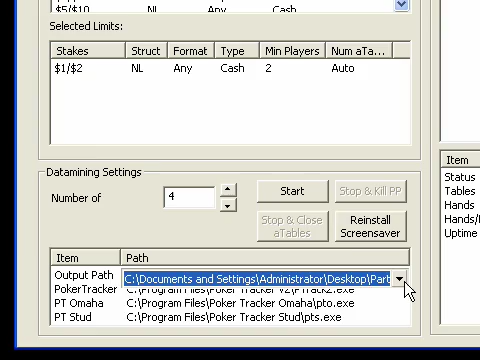 $5/$10 NL Any Cash
Selected Limits:
Stakes Struct Format Type Min Players Num aTa...
$1/$2 NL Any Cash 2 Auto
Datamining Settings
Number of 4 Start Stop & Kill PP
Stop & Close aTables Reinstall Screensaver
Item Path
Output Path C:\Documents and Settings\Administrator\Desktop\Part
PokerTracker C:\Program Files\Poker Tracker V2\PTrack2.exe
PT Omaha C:\Program Files\Poker Tracker Omaha\pto.exe
PT Stud C:\Program Files\Poker Tracker Stud\pts.exe
Item
Status
Tables
Hands
Hands/
Uptime